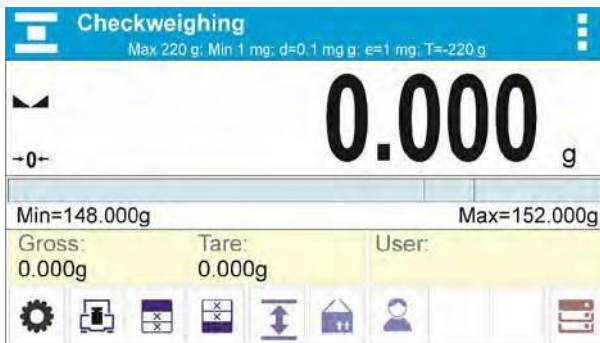 Checkweighing
Max 220 g: Min 1 mg: d=0.1 mg g: e=1 mg: T=-220 g
0.000 g
→0←
Min=148.000g Max=152.000g
Gross: Tare: User:
0.000g 0.000g